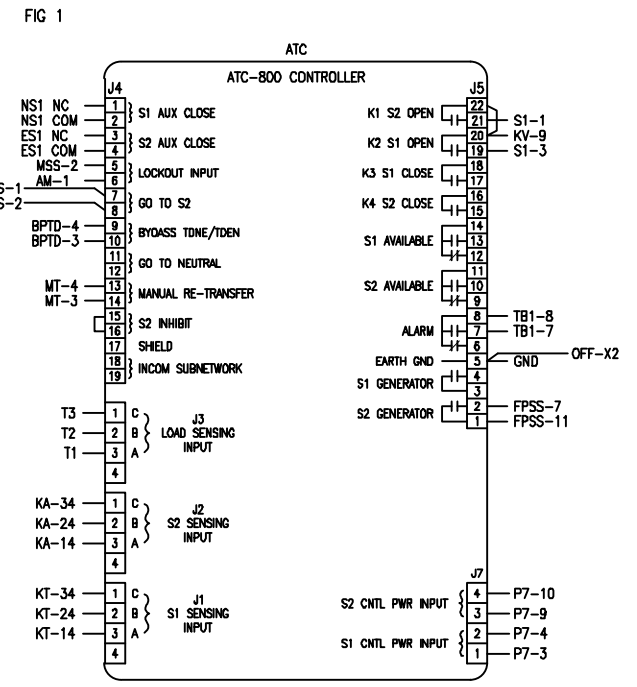 FIG 1
ATC
ATC-800 CONTROLLER
J4
NS1 NC 1
NS1 COM 2
S1 AUX CLOSE
ES1 NC 3
ES1 COM 4
S2 AUX CLOSE
MSS-2 5
AM-1 6
LOCKOUT INPUT
S-1 7
S-2 8
GO TO S2
BPTD-4 9
BPTD-3 10
BYOASS TDNE/TDEN
11
12
GO TO NEUTRAL
MT-4 13
MT-3 14
MANUAL RE-TRANSFER
15
16
S2 INHIBIT
17 SHIELD
18
19
INCOM SUBNETWORK
T3 1 C
T2 2 B
T1 3 A
4
J3
LOAD SENSING
INPUT
KA-34 1 C
KA-24 2 B
KA-14 3 A
4
J2
S2 SENSING
INPUT
KT-34 1 C
KT-24 2 B
KT-14 3 A
4
J1
S1 SENSING
INPUT
J5
K1 S2 OPEN
22
21 S1-1
K2 S1 OPEN
20 KV-9
19 S1-3
K3 S1 CLOSE
18
17
K4 S2 CLOSE
16
15
S1 AVAILABLE
14
13
12
S2 AVAILABLE
11
10
9
ALARM
8 TB1-8
7 TB1-7
6
EARTH GND 5 GND
OFF-X2
S1 GENERATOR
4
3
S2 GENERATOR
2 FPSS-7
1 FPSS-11
J7
S2 CNTL PWR INPUT
4 P7-10
3 P7-9
S1 CNTL PWR INPUT
2 P7-4
1 P7-3